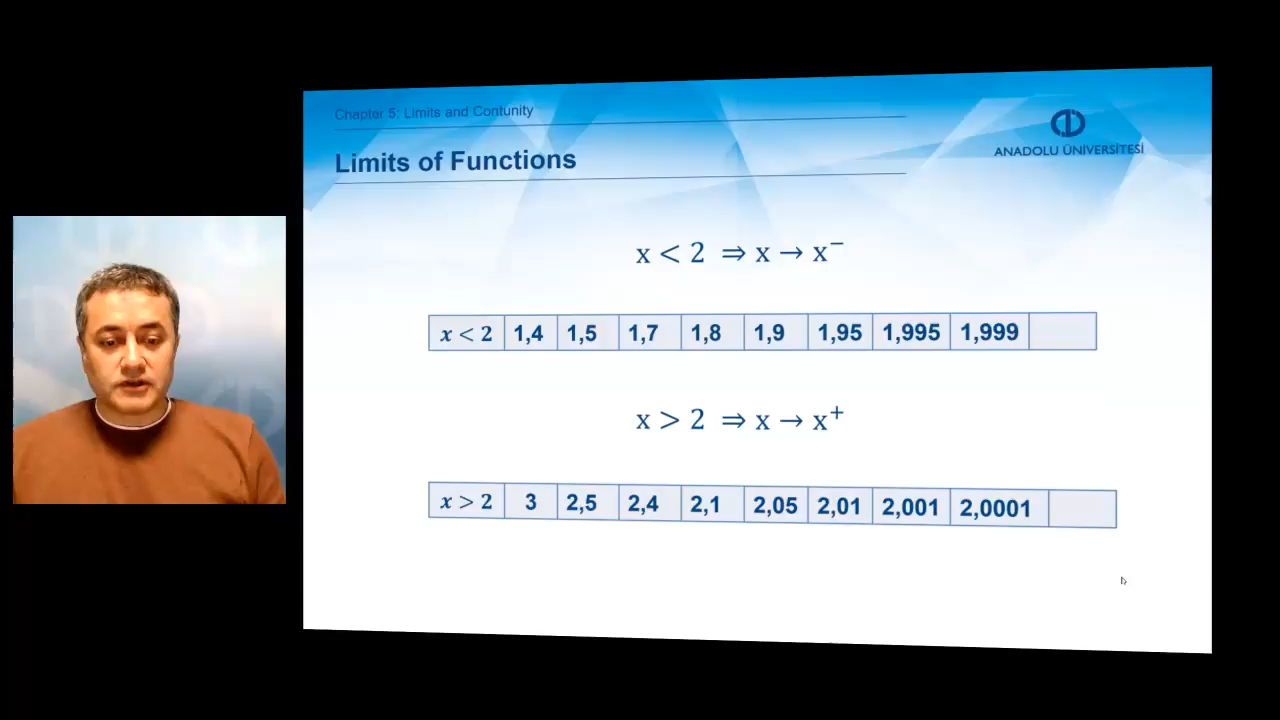 Chapter 5: Limits and Contunity
Limits of Functions
ANADOLU ÜNİVERSİTESİ
x < 2 ⇒ x → x⁻
x < 2 1,4 1,5 1,7 1,8 1,9 1,95 1,995 1,999
x > 2 ⇒ x → x⁺
x > 2 3 2,5 2,4 2,1 2,05 2,01 2,001 2,0001